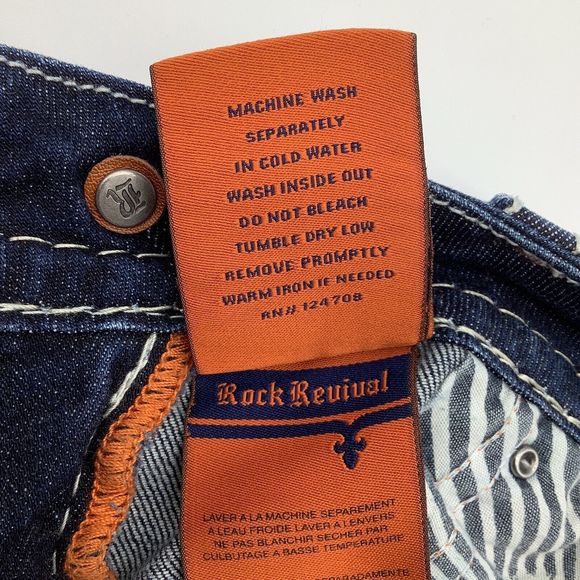 MACHINE WASH
SEPARATELY
IN COLD WATER
WASH INSIDE OUT
DO NOT BLEACH
TUMBLE DRY LOW
REMOVE PROMPTLY
WARM IRON IF NEEDED
RN# 124708
Rock Revival
LAVER A LA MACHINE SEPAREMENT
A LEAU FROIDE LAVER A LENVERS
NE PAS BLANCHIR SECHER PAR
CULBUTAGE A BASSE TEMPERATURE